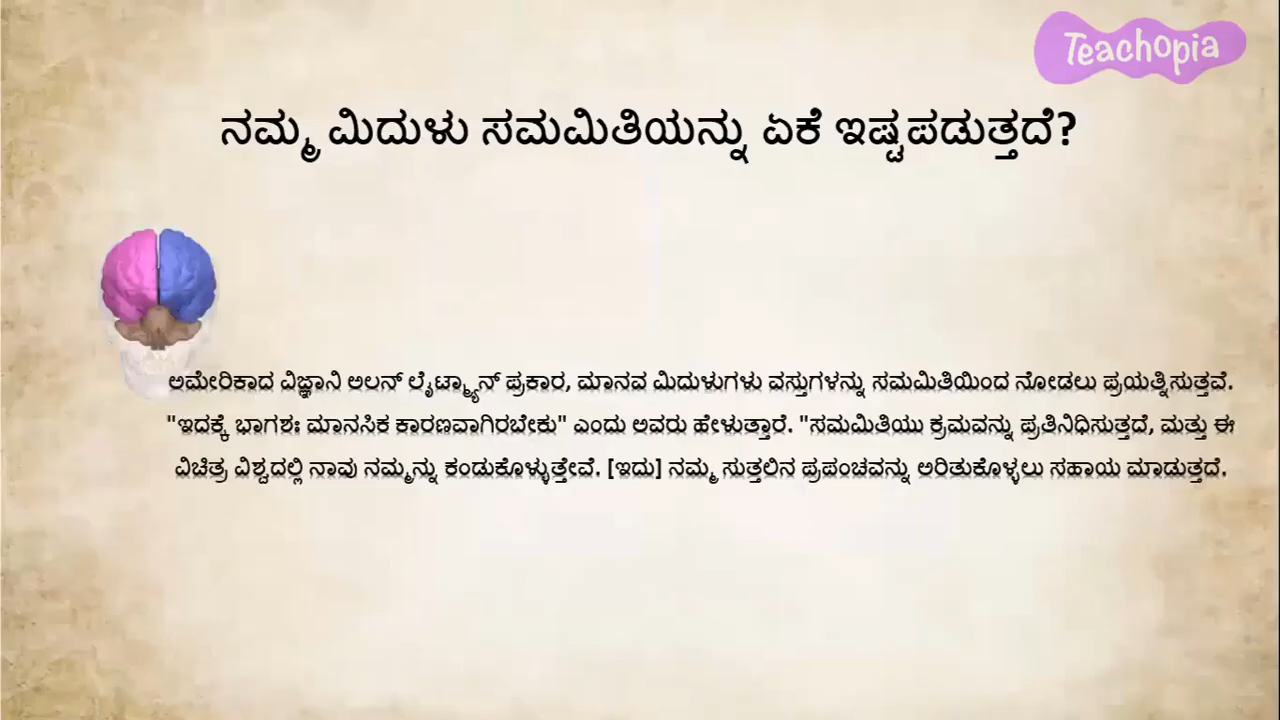 Teachopia
ನಮ್ಮ ಮಿದುಳು ಸಮಮಿತಿಯನ್ನು ಏಕೆ ಇಷ್ಟಪಡುತ್ತದೆ?
ಅಮೇರಿಕಾದ ವಿಜ್ಞಾನಿ ಅಲನ್ ಲೈಟ್ಮ್ಯಾನ್ ಪ್ರಕಾರ, ಮಾನವ ಮಿದುಳುಗಳು ವಸ್ತುಗಳನ್ನು ಸಮಮಿತಿಯಿಂದ ನೋಡಲು ಪ್ರಯತ್ನಿಸುತ್ತವೆ.
"ಇದಕ್ಕೆ ಭಾಗಶಃ ಮಾನಸಿಕ ಕಾರಣವಾಗಿರಬೇಕು" ಎಂದು ಅವರು ಹೇಳುತ್ತಾರೆ. "ಸಮಮಿತಿಯು ಕ್ರಮವನ್ನು ಪ್ರತಿನಿಧಿಸುತ್ತದೆ, ಮತ್ತು ಈ
ವಿಚಿತ್ರ ವಿಶ್ವದಲ್ಲಿ ನಾವು ನಮ್ಮನ್ನು ಕಂಡುಕೊಳ್ಳುತ್ತೇವೆ. [ಇದು] ನಮ್ಮ ಸುತ್ತಲಿನ ಪ್ರಪಂಚವನ್ನು ಅರಿತುಕೊಳ್ಳಲು ಸಹಾಯ ಮಾಡುತ್ತದೆ.